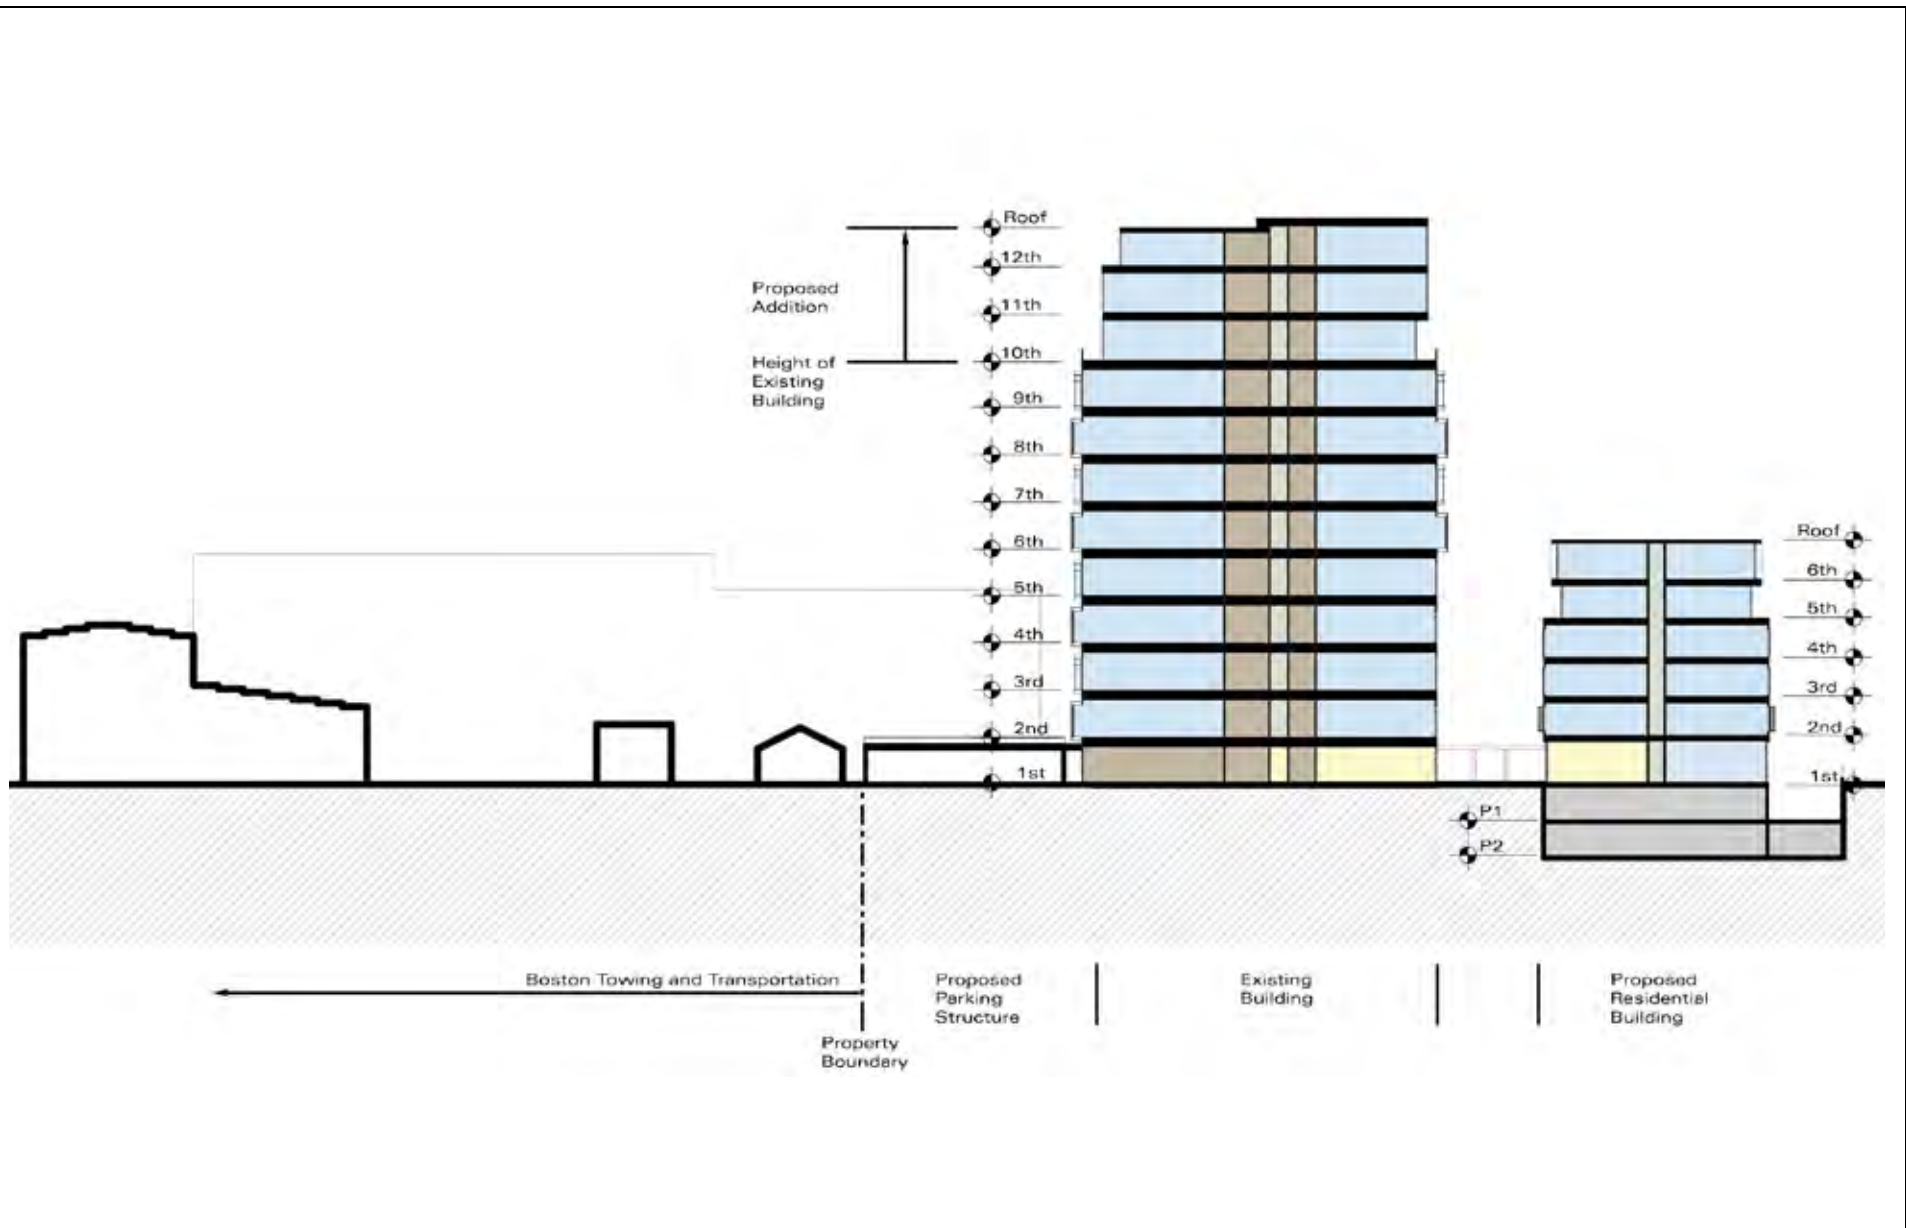 Roof
12th
Proposed
Addition
11th
10th
Height of
Existing
Building
9th
8th
7th
6th
5th
4th
3rd
2nd
1st
Roof
6th
5th
4th
3rd
2nd
1st
P1
P2
Boston Towing and Transportation
Proposed
Parking
Structure
Existing
Building
Proposed
Residential
Building
Property
Boundary